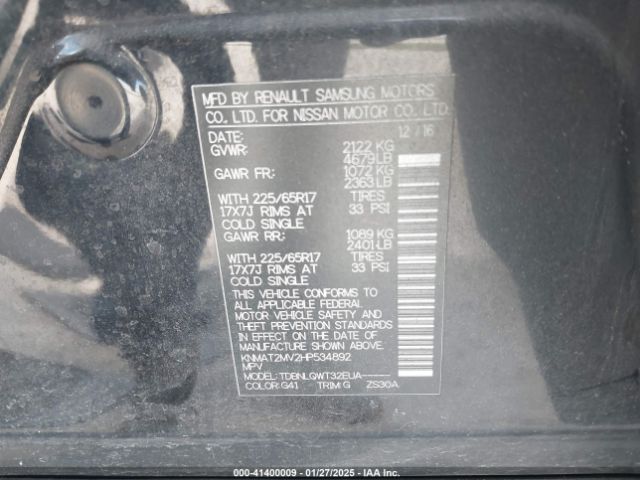 MFD BY RENAULT SAMSUNG MOTORS
CO. LTD. FOR NISSAN MOTOR CO. LTD.
DATE: 12 / 16
GVWR: 2122 KG
4679 LB
GAWR FR: 1072 KG
2363 LB
WITH 225/65R17 TIRES
17X7J RIMS AT 33 PSI
COLD SINGLE
GAWR RR: 1089 KG
2401 LB
WITH 225/65R17 TIRES
17X7J RIMS AT 33 PSI
COLD SINGLE
THIS VEHICLE CONFORMS TO
ALL APPLICABLE FEDERAL
MOTOR VEHICLE SAFETY AND
THEFT PREVENTION STANDARDS
IN EFFECT ON THE DATE OF
MANUFACTURE SHOWN ABOVE.
KNMAT2MV2HP534892
MPV
MODEL: TDBNLQWT32EUA------
COLOR: G41 TRIM: G ZS30A
000-41400009 - 01/27/2025 - IAA Inc.